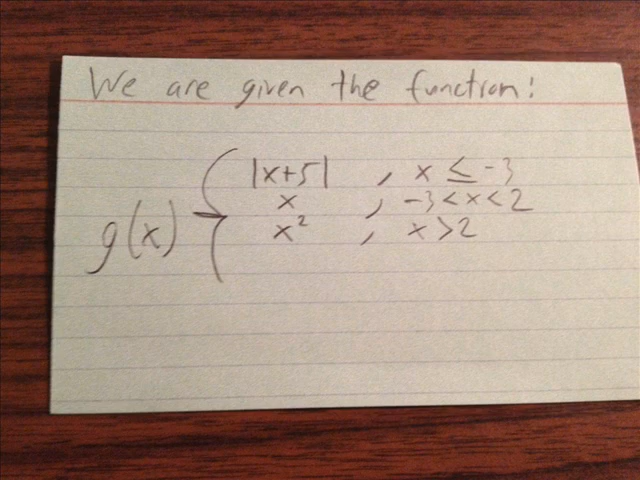 We are given the function:
|x+5| , x ≤ -3
x , -3<x<2
g(x) { x² , x>2